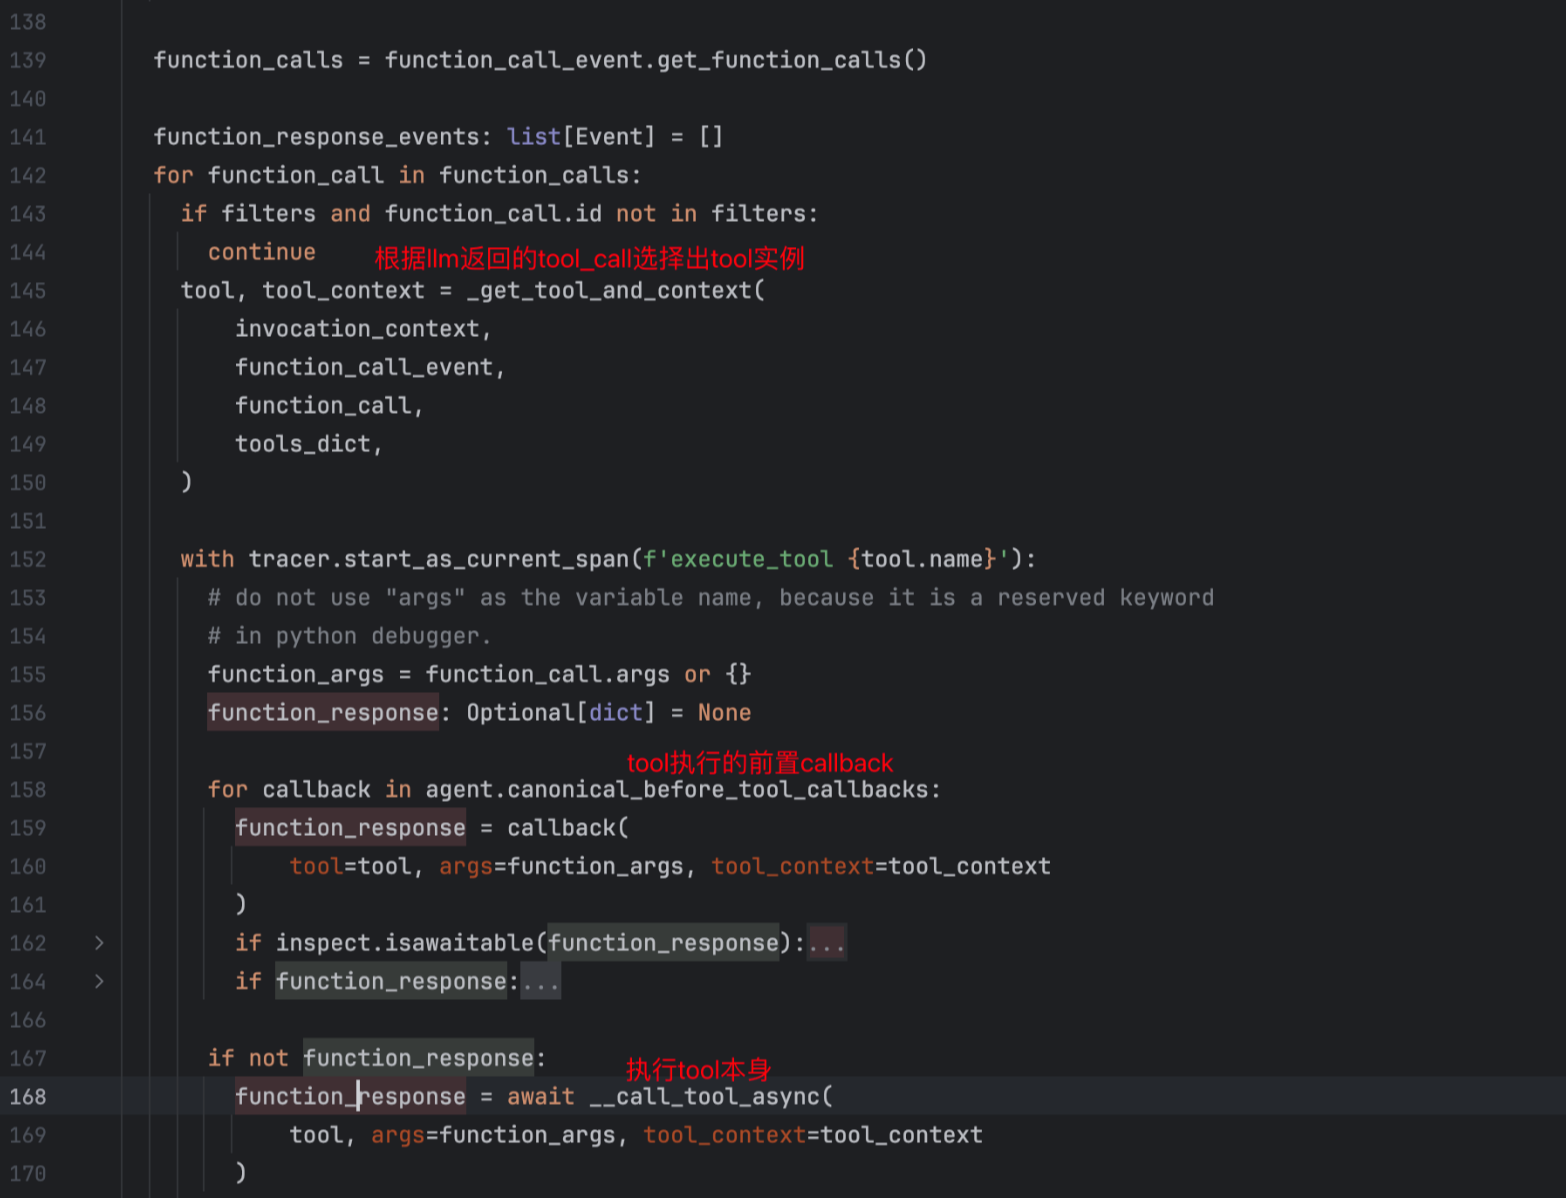 138
139 function_calls = function_call_event.get_function_calls()
140
141 function_response_events: list[Event] = []
142 for function_call in function_calls:
143 if filters and function_call.id not in filters:
144 continue 根据llm返回的tool_call选择出tool实例
145 tool, tool_context = _get_tool_and_context(
146 invocation_context,
147 function_call_event,
148 function_call,
149 tools_dict,
150 )
151
152 with tracer.start_as_current_span(f'execute_tool {tool.name}'):
153 # do not use "args" as the variable name, because it is a reserved keyword
154 # in python debugger.
155 function_args = function_call.args or {}
156 function_response: Optional[dict] = None
157 tool执行的前置callback
158 for callback in agent.canonical_before_tool_callbacks:
159 function_response = callback(
160 tool=tool, args=function_args, tool_context=tool_context
161 )
162 if inspect.isawaitable(function_response):...
164 if function_response:...
166
167 if not function_response: 执行tool本身
168 function_response = await __call_tool_async(
169 tool, args=function_args, tool_context=tool_context
170 )